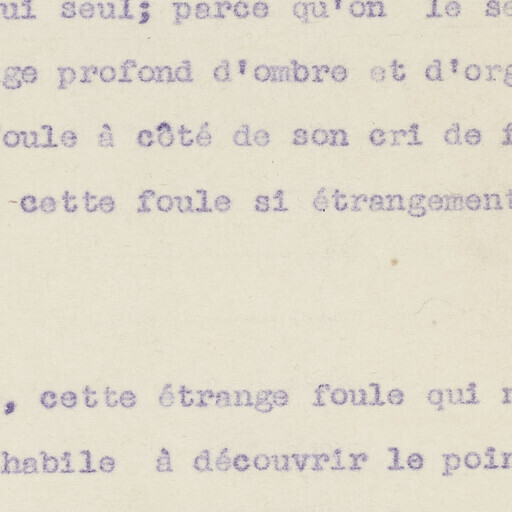 ui seul; parce qu'on le se
ge profond d'ombre et d'org
oule à côté de son cri de f
-cette foule si étrangement
, cette étrange foule qui n
habile à découvrir le poin